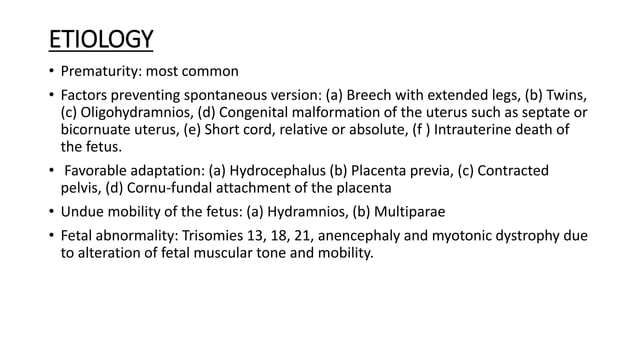 ETIOLOGY
• Prematurity: most common
• Factors preventing spontaneous version: (a) Breech with extended legs, (b) Twins,
(c) Oligohydramnios, (d) Congenital malformation of the uterus such as septate or
bicornuate uterus, (e) Short cord, relative or absolute, (f ) Intrauterine death of
the fetus.
• Favorable adaptation: (a) Hydrocephalus (b) Placenta previa, (c) Contracted
pelvis, (d) Cornu-fundal attachment of the placenta
• Undue mobility of the fetus: (a) Hydramnios, (b) Multiparae
• Fetal abnormality: Trisomies 13, 18, 21, anencephaly and myotonic dystrophy due
to alteration of fetal muscular tone and mobility.